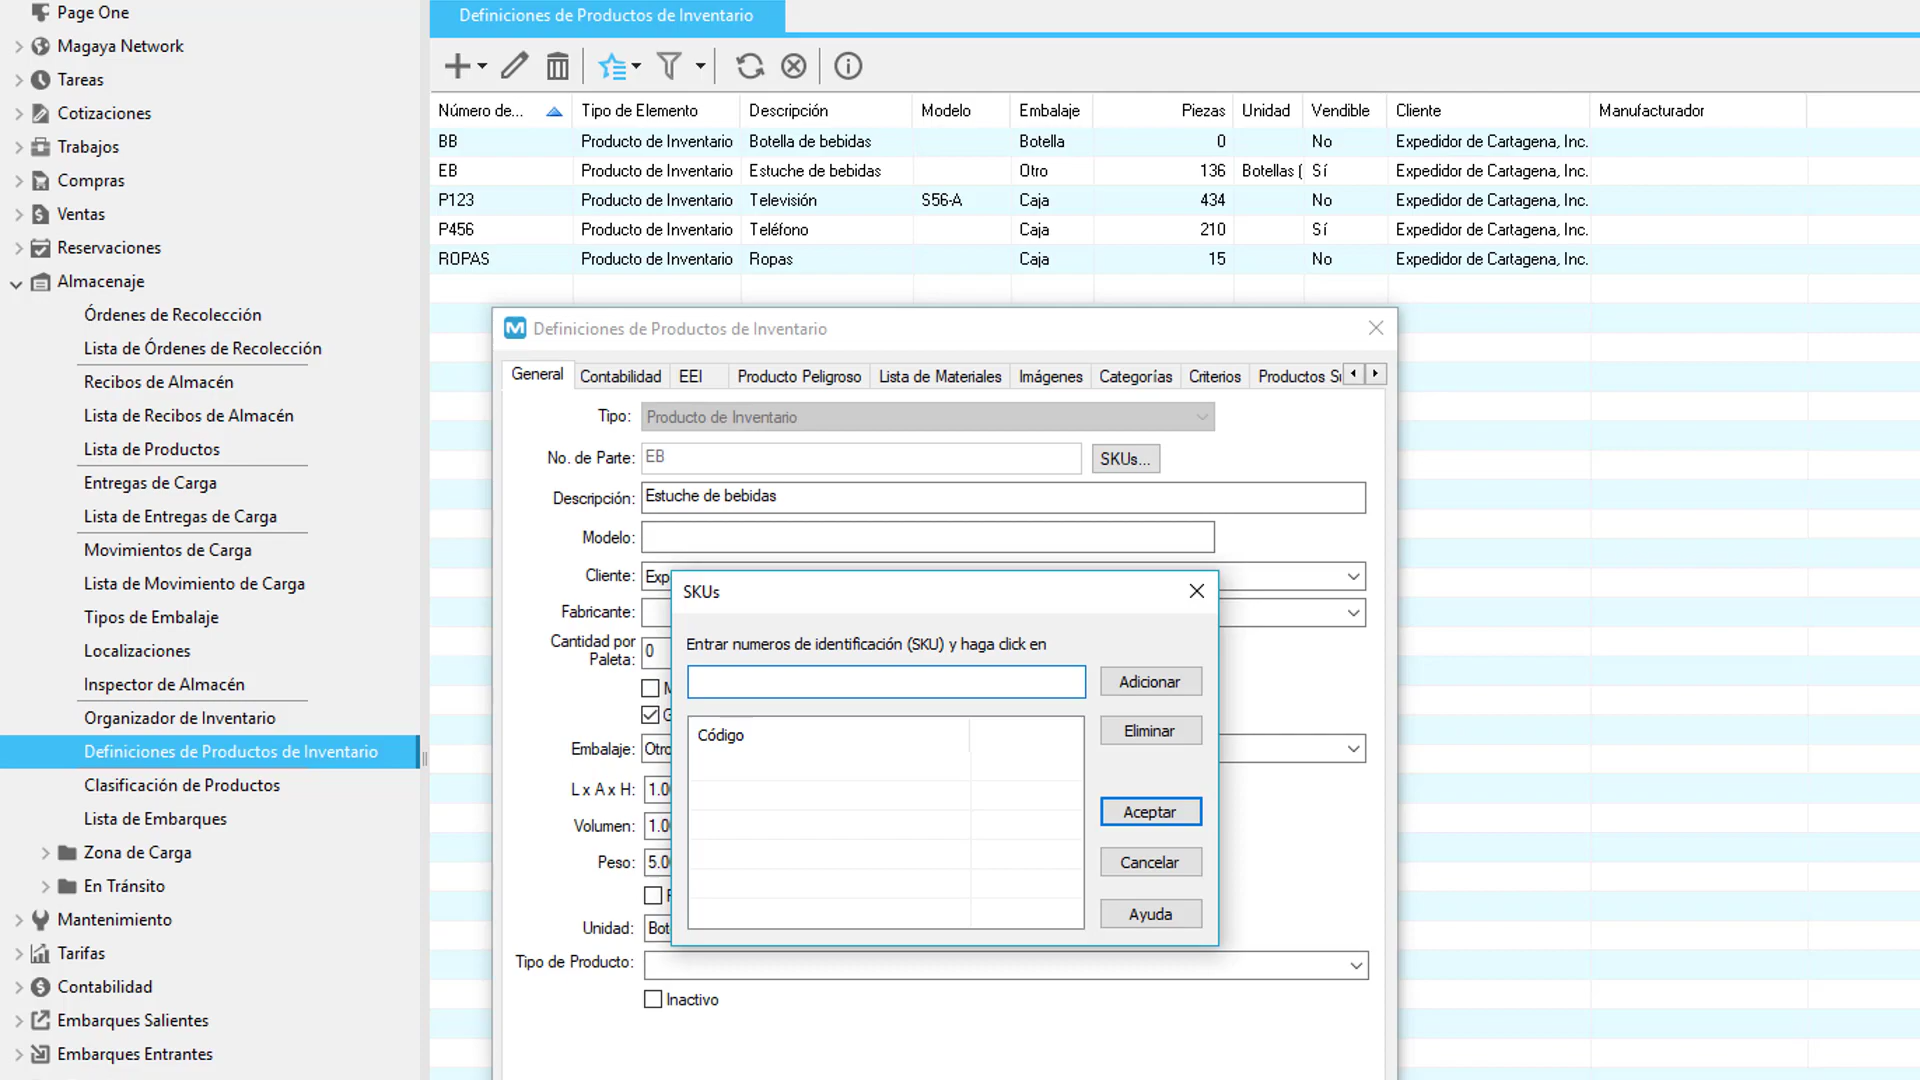 Page One
Magaya Network
Tareas
Cotizaciones
Trabajos
Compras
Ventas
Reservaciones
Almacenaje
Órdenes de Recolección
Lista de Órdenes de Recolección
Recibos de Almacén
Lista de Recibos de Almacén
Lista de Productos
Entregas de Carga
Lista de Entregas de Carga
Movimientos de Carga
Lista de Movimiento de Carga
Tipos de Embalaje
Localizaciones
Inspector de Almacén
Organizador de Inventario
Definiciones de Productos de Inventario
Clasificación de Productos
Lista de Embarques
Zona de Carga
En Tránsito
Mantenimiento
Tarifas
Contabilidad
Embarques Salientes
Embarques Entrantes
Definiciones de Productos de Inventario
Número de... Tipo de Elemento Descripción Modelo Embalaje Piezas Unidad Vendible Cliente Manufacturador
BB Producto de Inventario Botella de bebidas Botella 0 No Expedidor de Cartagena, Inc.
EB Producto de Inventario Estuche de bebidas Otro 136 Botellas ( Sí Expedidor de Cartagena, Inc.
P123 Producto de Inventario Televisión S56-A Caja 434 No Expedidor de Cartagena, Inc.
P456 Producto de Inventario Teléfono Caja 210 Sí Expedidor de Cartagena, Inc.
ROPAS Producto de Inventario Ropas Caja 15 No Expedidor de Cartagena, Inc.
M Definiciones de Productos de Inventario
General Contabilidad EEI Producto Peligroso Lista de Materiales Imágenes Categorías Criterios Productos
Tipo: Producto de Inventario
No. de Parte: EB SKUs...
Descripción: Estuche de bebidas
Modelo:
Cliente: Exp
Fabricante:
Cantidad por
Paleta: 0
Embalaje: Otro
L x A x H: 1.0
Volumen: 1.0
Peso: 5.0
Unidad: Bot
Tipo de Producto:
Inactivo
SKUs
Entrar numeros de identificación (SKU) y haga click en
Adicionar
Código
Eliminar
Aceptar
Cancelar
Ayuda